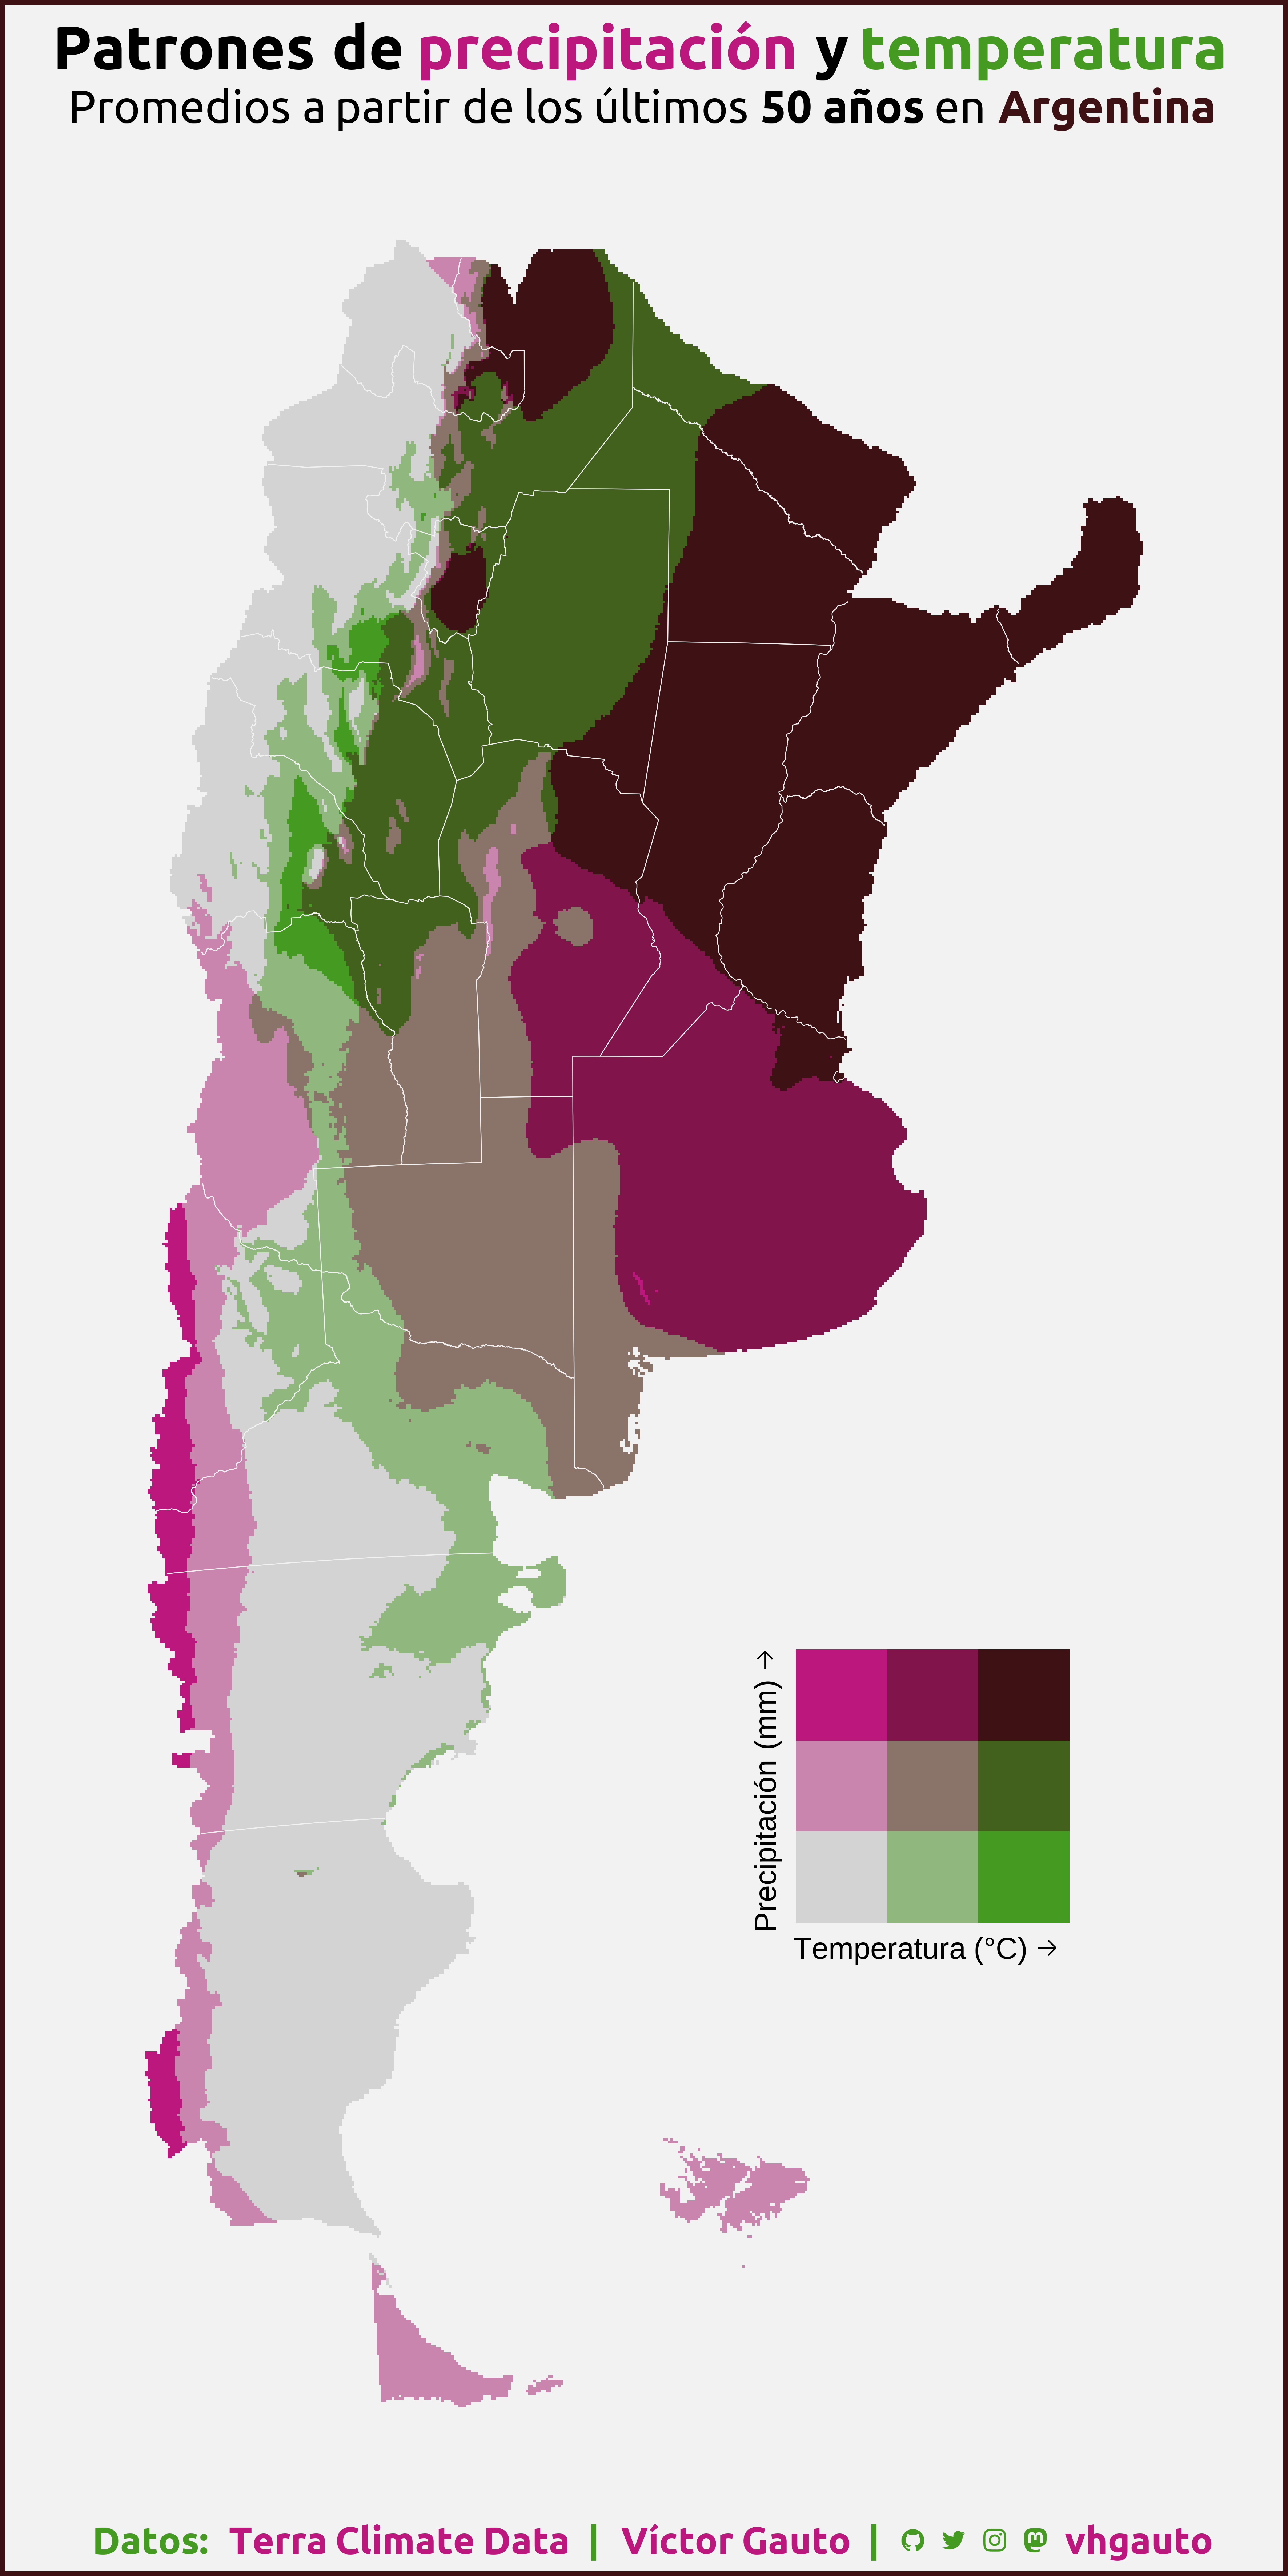 Patrones de precipitación y temperatura
Promedios a partir de los últimos 50 años en Argentina
Precipitación (mm) →
Temperatura (°C) →
Datos: Terra Climate Data | Víctor Gauto | vhgauto